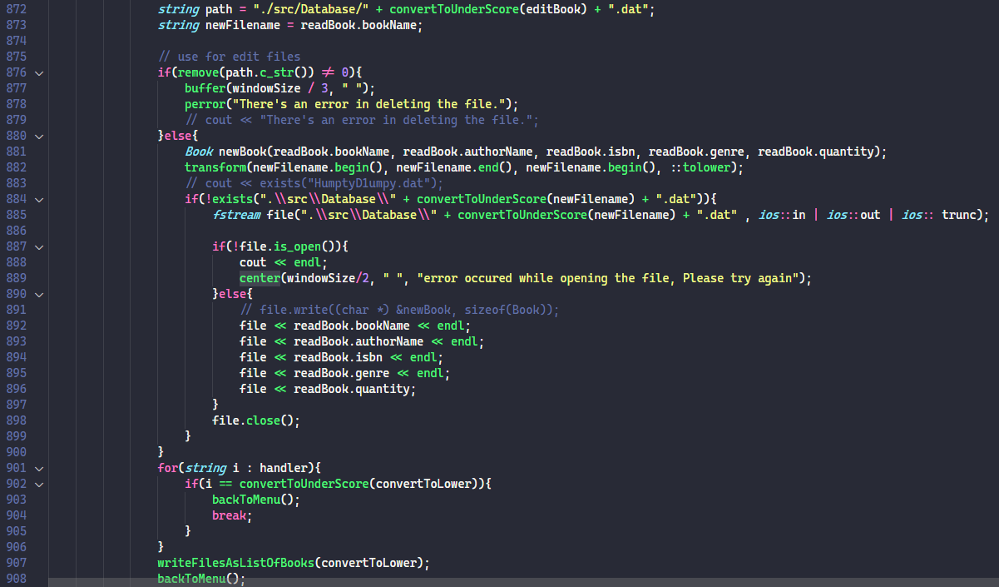 872 string path = "./src/Database/" + convertToUnderScore(editBook) + ".dat";
873 string newFilename = readBook.bookName;
874
875 // use for edit files
876 if(remove(path.c_str()) ≠ 0){
877 buffer(windowSize / 3, " ");
878 perror("There's an error in deleting the file.");
879 // cout << "There's an error in deleting the file.";
880 }else{
881 Book newBook(readBook.bookName, readBook.authorName, readBook.isbn, readBook.genre, readBook.quantity);
882 transform(newFilename.begin(), newFilename.end(), newFilename.begin(), ::tolower);
883 // cout << exists("HumptyD1umpy.dat");
884 if(!exists(".\\src\\Database\\" + convertToUnderScore(newFilename) + ".dat")){
885 fstream file(".\\src\\Database\\" + convertToUnderScore(newFilename) + ".dat" , ios::in | ios::out | ios:: trunc);
886
887 if(!file.is_open()){
888 cout << endl;
889 center(windowSize/2, " ", "error occured while opening the file, Please try again");
890 }else{
891 // file.write((char *) &newBook, sizeof(Book));
892 file << readBook.bookName << endl;
893 file << readBook.authorName << endl;
894 file << readBook.isbn << endl;
895 file << readBook.genre << endl;
896 file << readBook.quantity;
897 }
898 file.close();
899 }
900 }
901 for(string i : handler){
902 if(i == convertToUnderScore(convertToLower)){
903 backToMenu();
904 break;
905 }
906 }
907 writeFilesAsListOfBooks(convertToLower);
908 backToMenu();